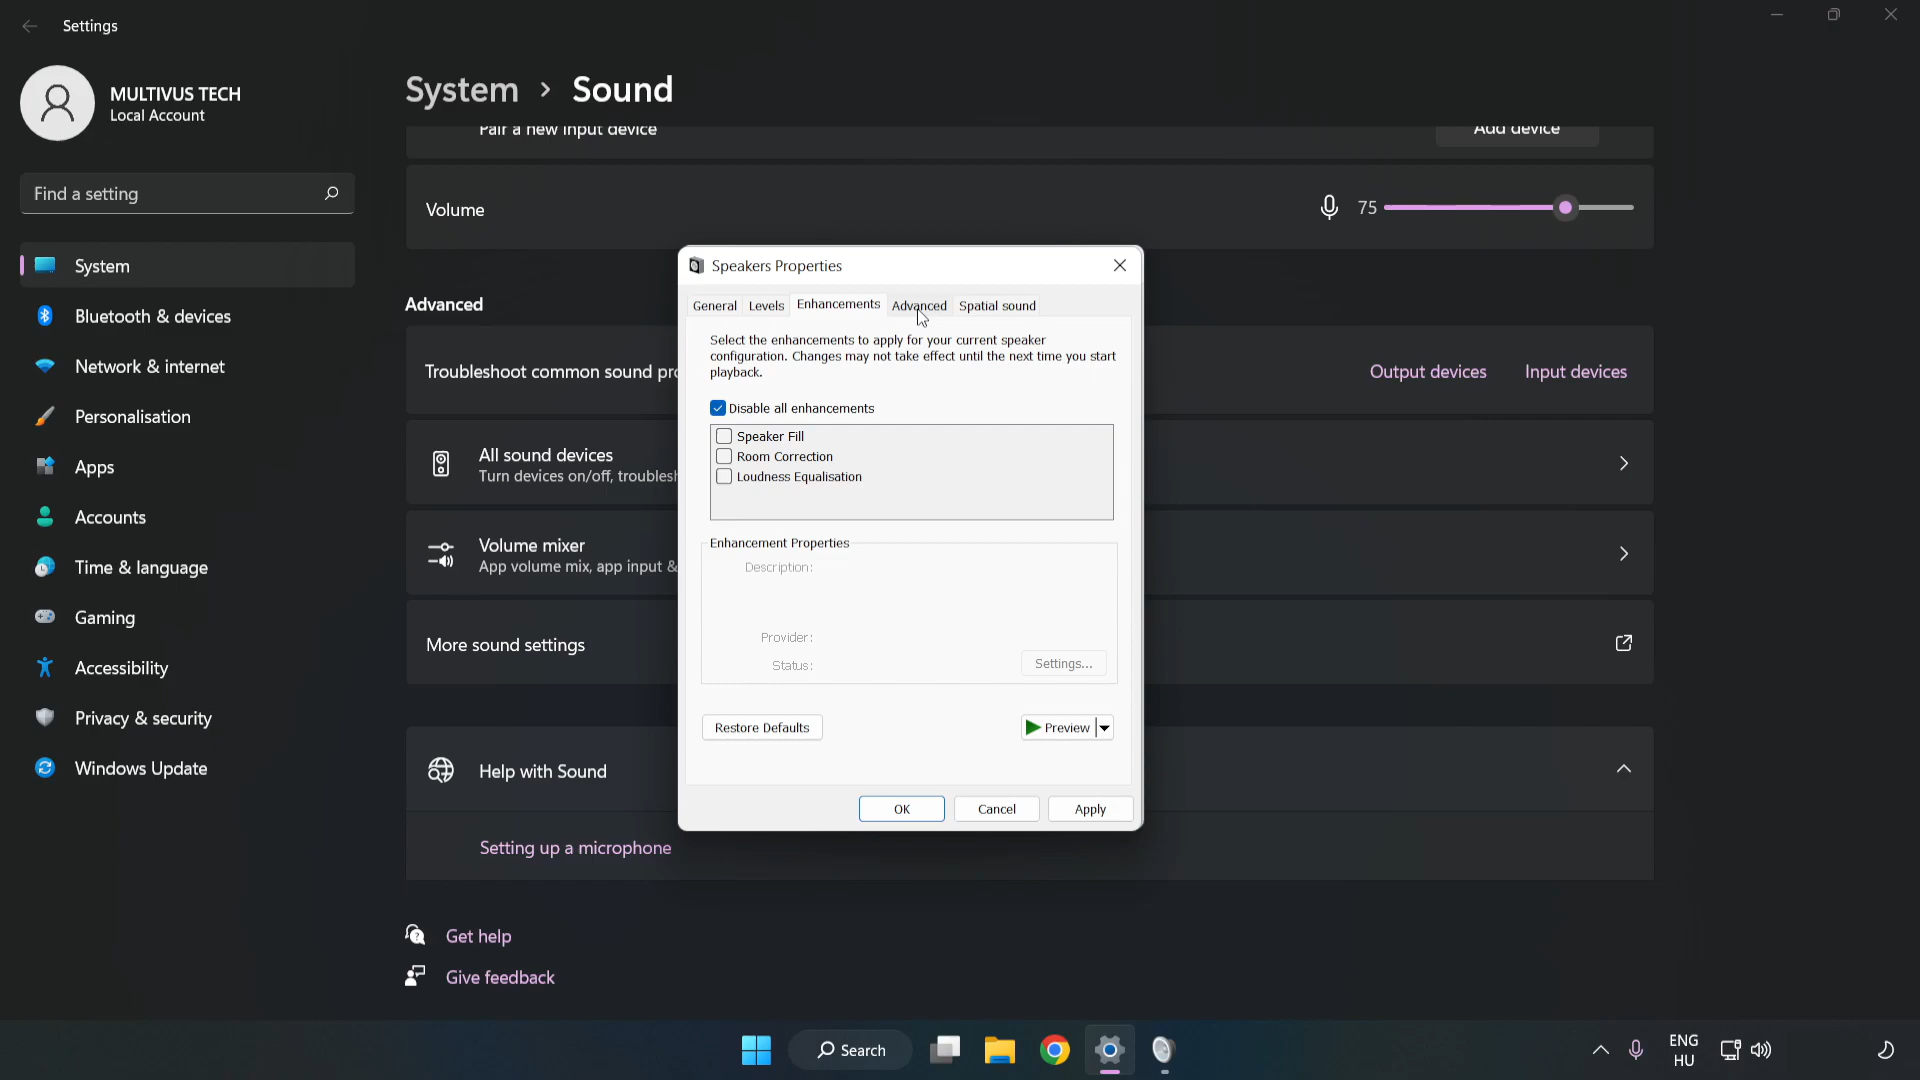 Settings
MULTIVUS TECH
Local Account
Find a setting
System
Bluetooth & devices
Network & internet
Personalisation
Apps
Accounts
Time & language
Gaming
Accessibility
Privacy & security
Windows Update
System > Sound
Pair a new input device
Add device
Volume
75
Advanced
Troubleshoot common sound pro
Output devices
Input devices
All sound devices
Turn devices on/off, troublesh
Volume mixer
App volume mix, app input &
More sound settings
Help with Sound
Setting up a microphone
Get help
Give feedback
Speakers Properties
General Levels Enhancements Advanced Spatial sound
Select the enhancements to apply for your current speaker
configuration. Changes may not take effect until the next time you start
playback.
Disable all enhancements
Speaker Fill
Room Correction
Loudness Equalisation
Enhancement Properties
Description:
Provider:
Status:
Settings...
Restore Defaults
Preview
OK
Cancel
Apply
Search
ENG
HU